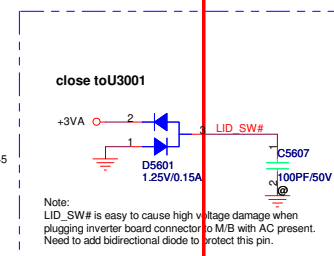 close toU3001
+3VA
2
3
LID_SW#
1
D5601
1.25V/0.15A
1
C5607
100PF/50V
2
@
5
Note:
LID_SW# is easy to cause high voltage damage when
plugging inverter board connector to M/B with AC present.
Need to add bidirectional diode to protect this pin.